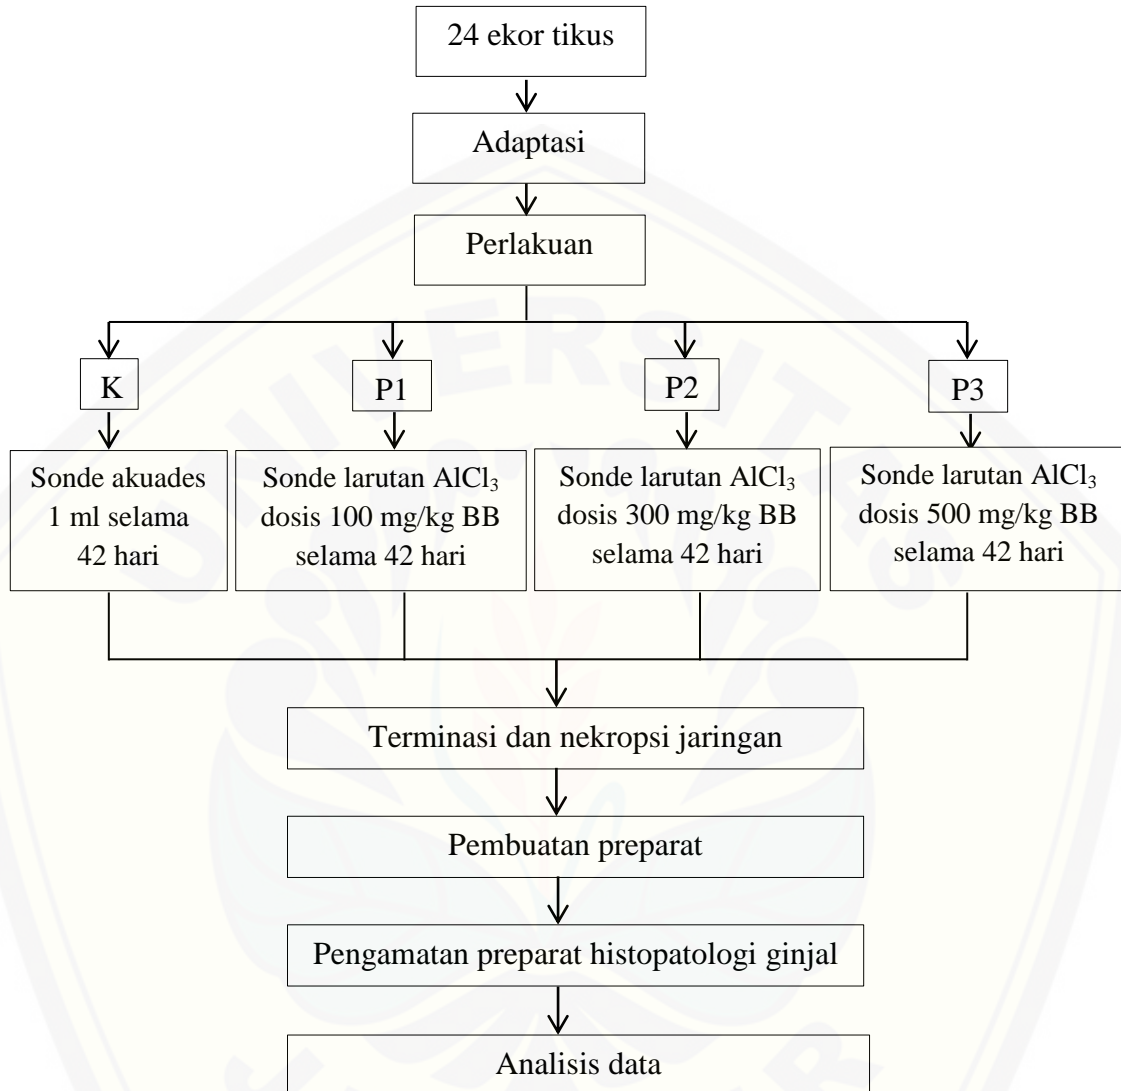 24 ekor tikus
Adaptasi
Perlakuan
K
P1
P2
P3
Sonde akuades
1 ml selama
42 hari
Sonde larutan AlCl₃
dosis 100 mg/kg BB
selama 42 hari
Sonde larutan AlCl₃
dosis 300 mg/kg BB
selama 42 hari
Sonde larutan AlCl₃
dosis 500 mg/kg BB
selama 42 hari
Terminasi dan nekropsi jaringan
Pembuatan preparat
Pengamatan preparat histopatologi ginjal
Analisis data
UNIVERSITAS